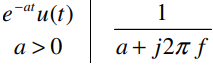 e^{-at}u(t) 1
a > 0 a + j2π f